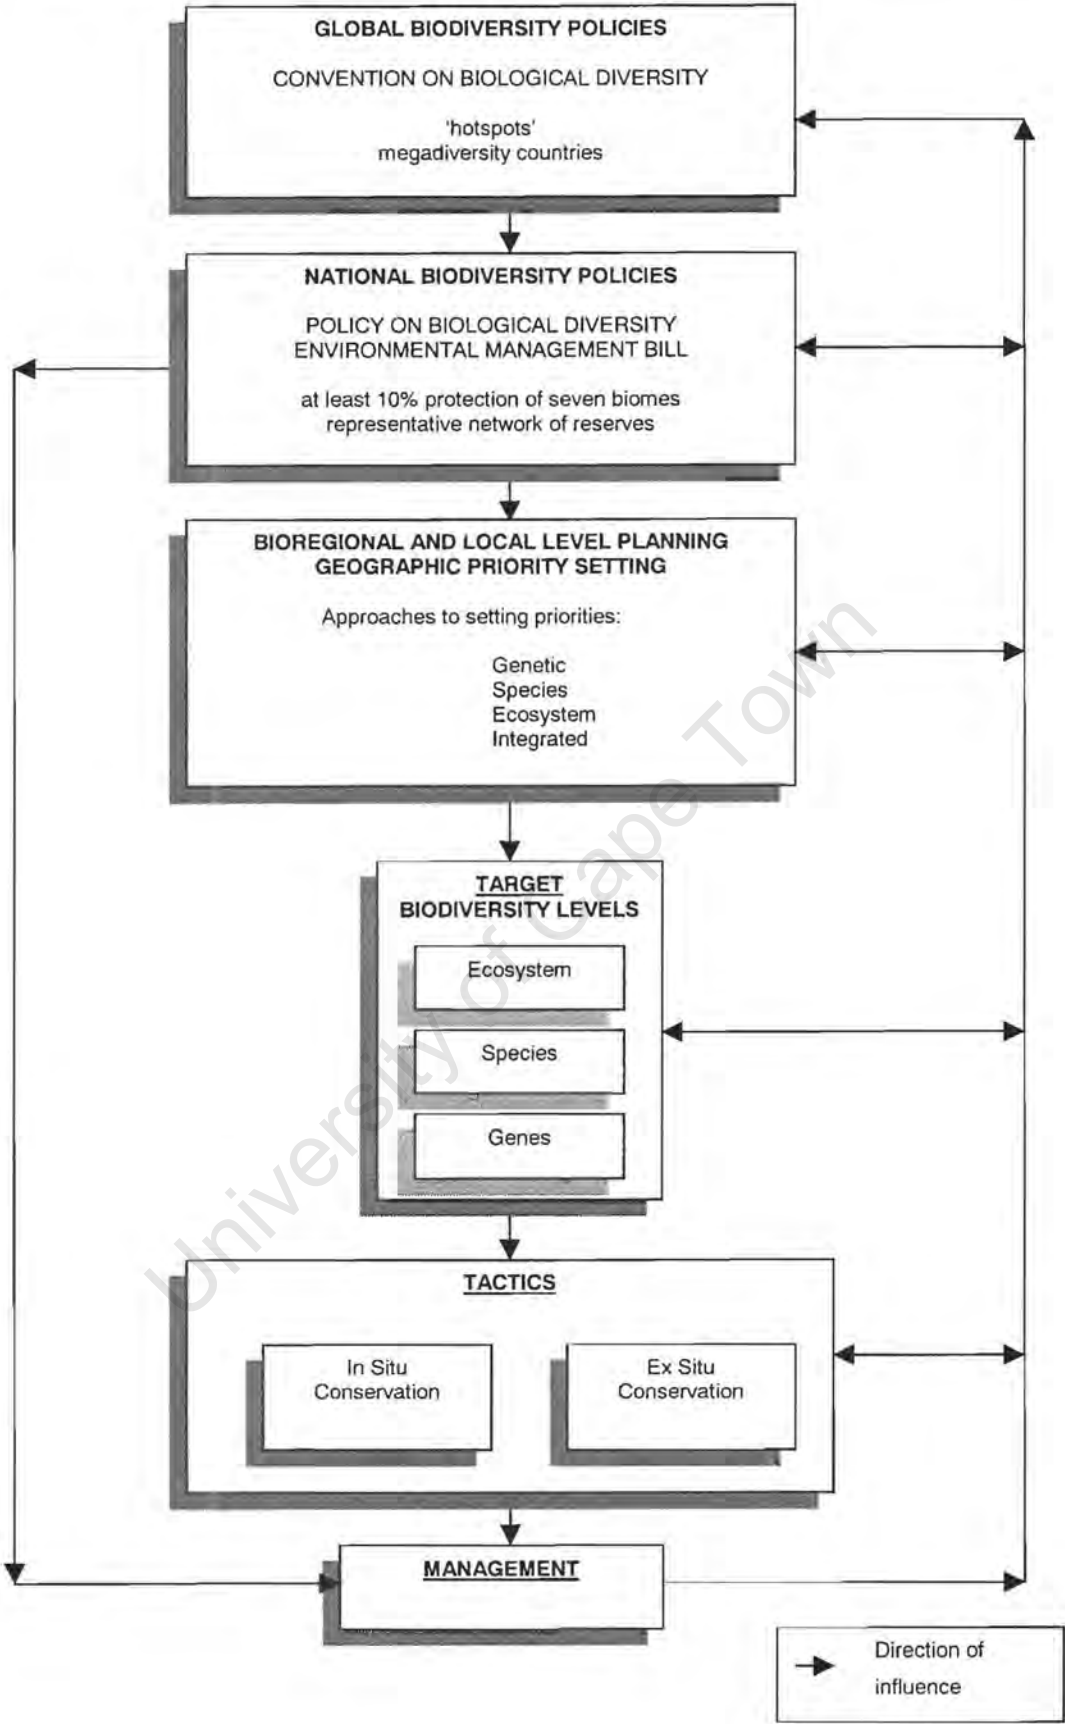 GLOBAL BIODIVERSITY POLICIES
CONVENTION ON BIOLOGICAL DIVERSITY
'hotspots'
megadiversity countries
NATIONAL BIODIVERSITY POLICIES
POLICY ON BIOLOGICAL DIVERSITY
ENVIRONMENTAL MANAGEMENT BILL
at least 10% protection of seven biomes
representative network of reserves
BIOREGIONAL AND LOCAL LEVEL PLANNING
GEOGRAPHIC PRIORITY SETTING
Approaches to setting priorities:
Genetic
Species
Ecosystem
Integrated
TARGET
BIODIVERSITY LEVELS
Ecosystem
Species
Genes
TACTICS
In Situ
Conservation
Ex Situ
Conservation
MANAGEMENT
Direction of
influence
University of Cape Town